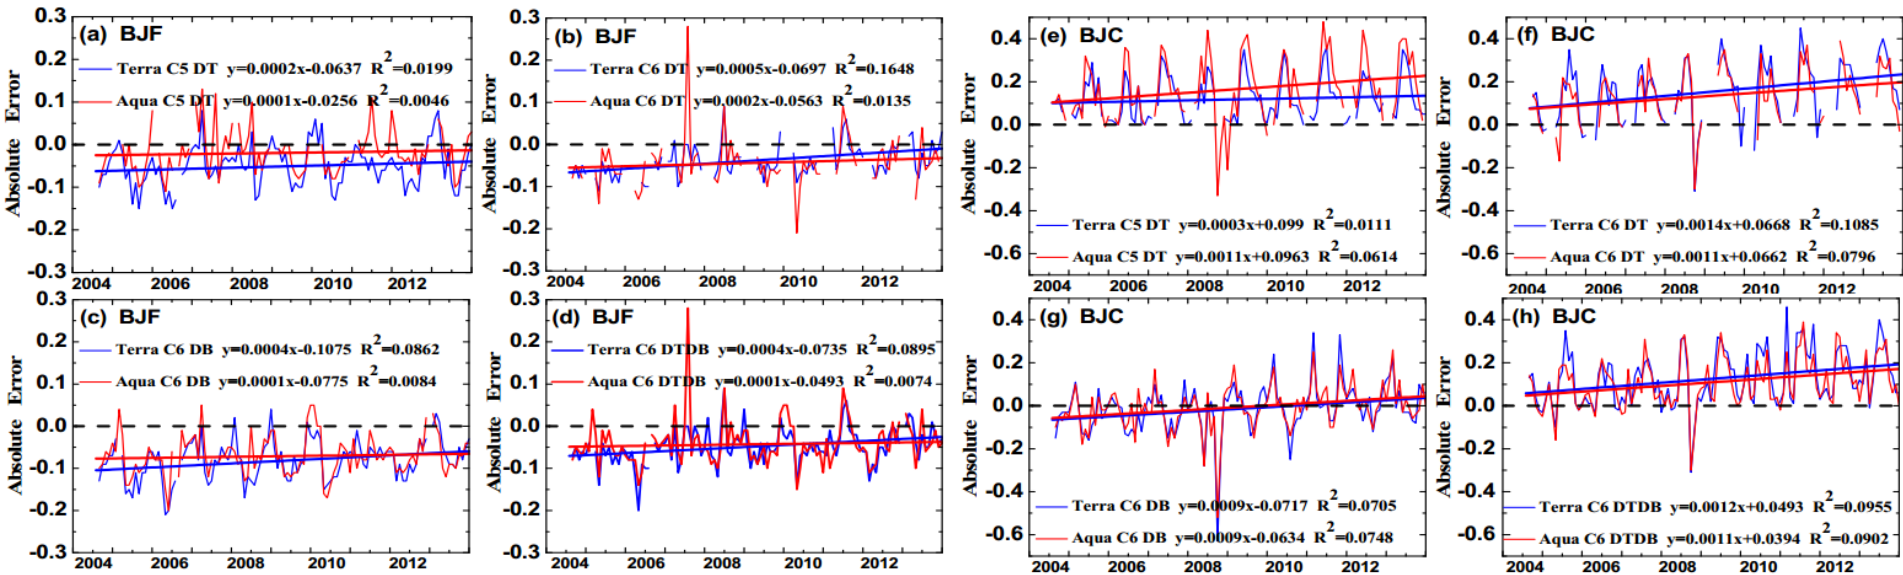 (a) BJF
Terra C5 DT y=0.0002x-0.0637 R²=0.0199
Aqua C5 DT y=0.0001x-0.0256 R²=0.0046
Absolute Error
0.3
0.2
0.1
0.0
-0.1
-0.2
-0.3
2004 2006 2008 2010 2012
(b) BJF
Terra C6 DT y=0.0005x-0.0697 R²=0.1648
Aqua C6 DT y=0.0002x-0.0563 R²=0.0135
0.3
0.2
0.1
0.0
-0.1
-0.2
-0.3
Absolute Error
2004 2006 2008 2010 2012
(c) BJF
Terra C6 DB y=0.0004x-0.1075 R²=0.0862
Aqua C6 DB y=0.0001x-0.0775 R²=0.0084
Absolute Error
0.3
0.2
0.1
0.0
-0.1
-0.2
-0.3
2004 2006 2008 2010 2012
(d) BJF
Terra C6 DTDB y=0.0004x-0.0735 R²=0.0895
Aqua C6 DTDB y=0.0001x-0.0493 R²=0.0074
Absolute Error
0.3
0.2
0.1
0.0
-0.1
-0.2
-0.3
2004 2006 2008 2010 2012
(e) BJC
Absolute Error
0.4
0.2
0.0
-0.2
-0.4
-0.6
Terra C5 DT y=0.0003x+0.099 R²=0.0111
Aqua C5 DT y=0.0011x+0.0963 R²=0.0614
2004 2006 2008 2010 2012
(f) BJC
Absolute Error
0.4
0.2
0.0
-0.2
-0.4
-0.6
Terra C6 DT y=0.0014x+0.0668 R²=0.1085
Aqua C6 DT y=0.0011x+0.0662 R²=0.0796
2004 2006 2008 2010 2012
(g) BJC
Absolute Error
0.4
0.2
0.0
-0.2
-0.4
-0.6
Terra C6 DB y=0.0009x-0.0717 R²=0.0705
Aqua C6 DB y=0.0009x-0.0634 R²=0.0748
2004 2006 2008 2010 2012
(h) BJC
Absolute Error
0.4
0.2
0.0
-0.2
-0.4
-0.6
Terra C6 DTDB y=0.0012x+0.0493 R²=0.0955
Aqua C6 DTDB y=0.0011x+0.0394 R²=0.0902
2004 2006 2008 2010 2012